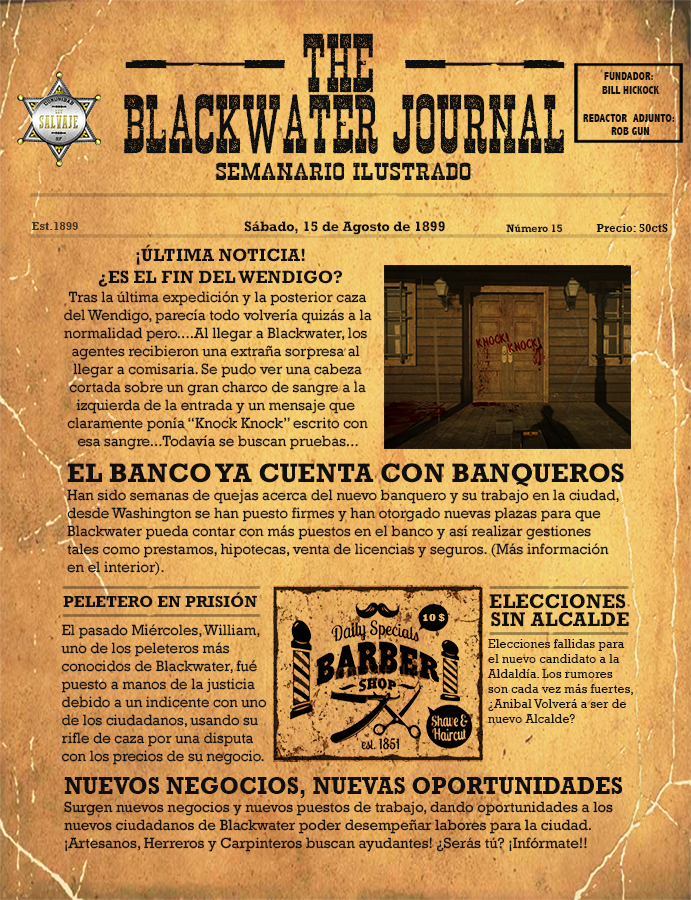 THE
BLACKWATER JOURNAL
SEMANARIO ILUSTRADO
COMUNIDAD
SALVAJE
RP
FUNDADOR:
BILL HICKOCK
REDACTOR ADJUNTO:
ROB GUN
Est.1899
Sábado, 15 de Agosto de 1899
Número 15
Precio: 50ctS
¡ÚLTIMA NOTICIA!
¿ES EL FIN DEL WENDIGO?
Tras la última expedición y la posterior caza
del Wendigo, parecía todo volvería quizás a la
normalidad pero....Al llegar a Blackwater, los
agentes recibieron una extraña sorpresa al
llegar a comisaria. Se pudo ver una cabeza
cortada sobre un gran charco de sangre a la
izquierda de la entrada y un mensaje que
claramente ponía “Knock Knock” escrito con
esa sangre...Todavía se buscan pruebas...
KNOCK! KNOCK!
EL BANCO YA CUENTA CON BANQUEROS
Han sido semanas de quejas acerca del nuevo banquero y su trabajo en la ciudad,
desde Washington se han puesto firmes y han otorgado nuevas plazas para que
Blackwater pueda contar con más puestos en el banco y así realizar gestiones
tales como prestamos, hipotecas, venta de licencias y seguros. (Más información
en el interior).
PELETERO EN PRISIÓN
El pasado Miércoles, William,
uno de los peleteros más
conocidos de Blackwater, fué
puesto a manos de la justicia
debido a un indicente con uno
de los ciudadanos, usando su
rifle de caza por una disputa
con los precios de su negocio.
10 $
Daily Specials
BARBER
SHOP
Shave &
Haircut
est. 1851
ELECCIONES
SIN ALCALDE
Elecciones fallidas para
el nuevo candidato a la
Aldaldía. Los rumores
son cada vez más fuertes,
¿Anibal Volverá a ser de
nuevo Alcalde?
NUEVOS NEGOCIOS, NUEVAS OPORTUNIDADES
Surgen nuevos negocios y nuevos puestos de trabajo, dando oportunidades a los
nuevos ciudadanos de Blackwater poder desempeñar labores para la ciudad.
¡Artesanos, Herreros y Carpinteros buscan ayudantes! ¿Serás tú? ¡Infórmate!!